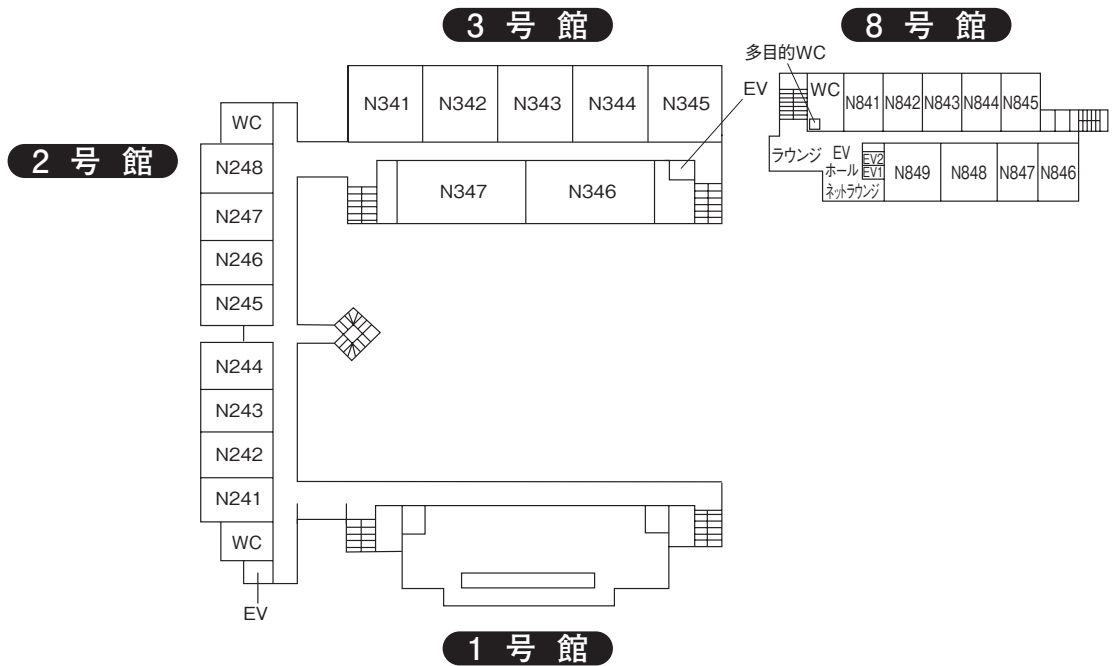 3 号 館
8 号 館
多目的WC
EV
N341 N342 N343 N344 N345
WC N841 N842 N843 N844 N845
WC
2 号 館
N248
N347 N346
ラウンジ EV
ホール
ネットラウンジ
EV2
EV1
N849 N848 N847 N846
N247
N246
N245
N244
N243
N242
N241
WC
EV
1 号 館